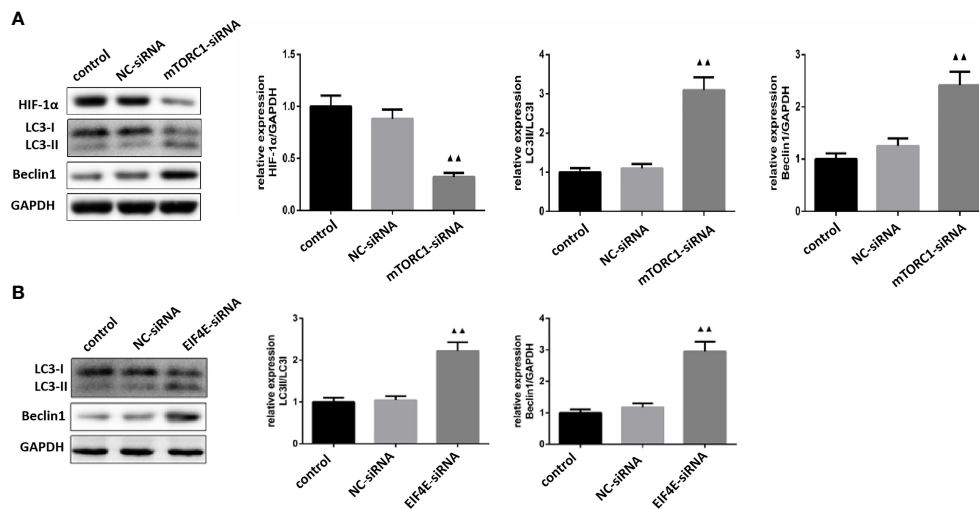 A
control
NC-siRNA
mTORC1-siRNA
HIF-1α
LC3-I
LC3-II
Beclin1
GAPDH
relative expression
HIF-1α/GAPDH
1.5
1.0
0.5
0.0
▲▲
control
NC-siRNA
mTORC1-siRNA
relative expression
LC3II/LC3I
4
3
2
1
0
▲▲
control
NC-siRNA
mTORC1-siRNA
relative expression
Beclin1/GAPDH
3
2
1
0
▲▲
control
NC-siRNA
mTORC1-siRNA
B
control
NC-siRNA
EIF4E-siRNA
LC3-I
LC3-II
Beclin1
GAPDH
relative expression
LC3II/LC3I
3
2
1
0
▲▲
control
NC-siRNA
EIF4E-siRNA
relative expression
Beclin1/GAPDH
4
3
2
1
0
▲▲
control
NC-siRNA
EIF4E-siRNA